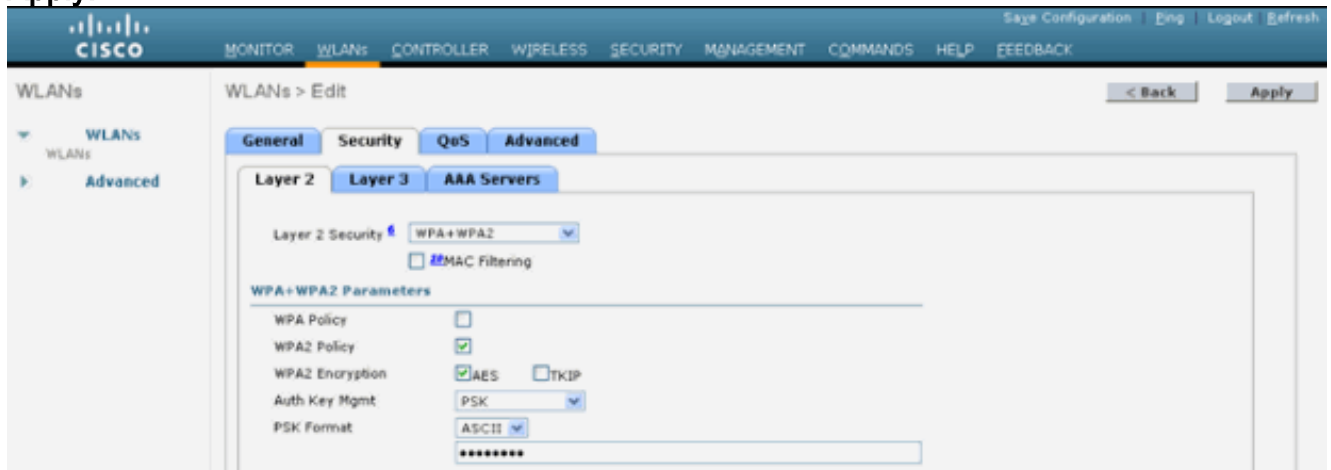 Apply.
Save Configuration | Ping | Logout | Refresh
CISCO
MONITOR WLANs CONTROLLER WIRELESS SECURITY MANAGEMENT COMMANDS HELP FEEDBACK
WLANs
WLANs > Edit
< Back
Apply
WLANs
WLANs
Advanced
General Security QoS Advanced
Layer 2 Layer 3 AAA Servers
Layer 2 Security 6 WPA+WPA2
MAC Filtering
WPA+WPA2 Parameters
WPA Policy
WPA2 Policy
WPA2 Encryption AES TKIP
Auth Key Mgmt PSK
PSK Format ASCII
••••••••